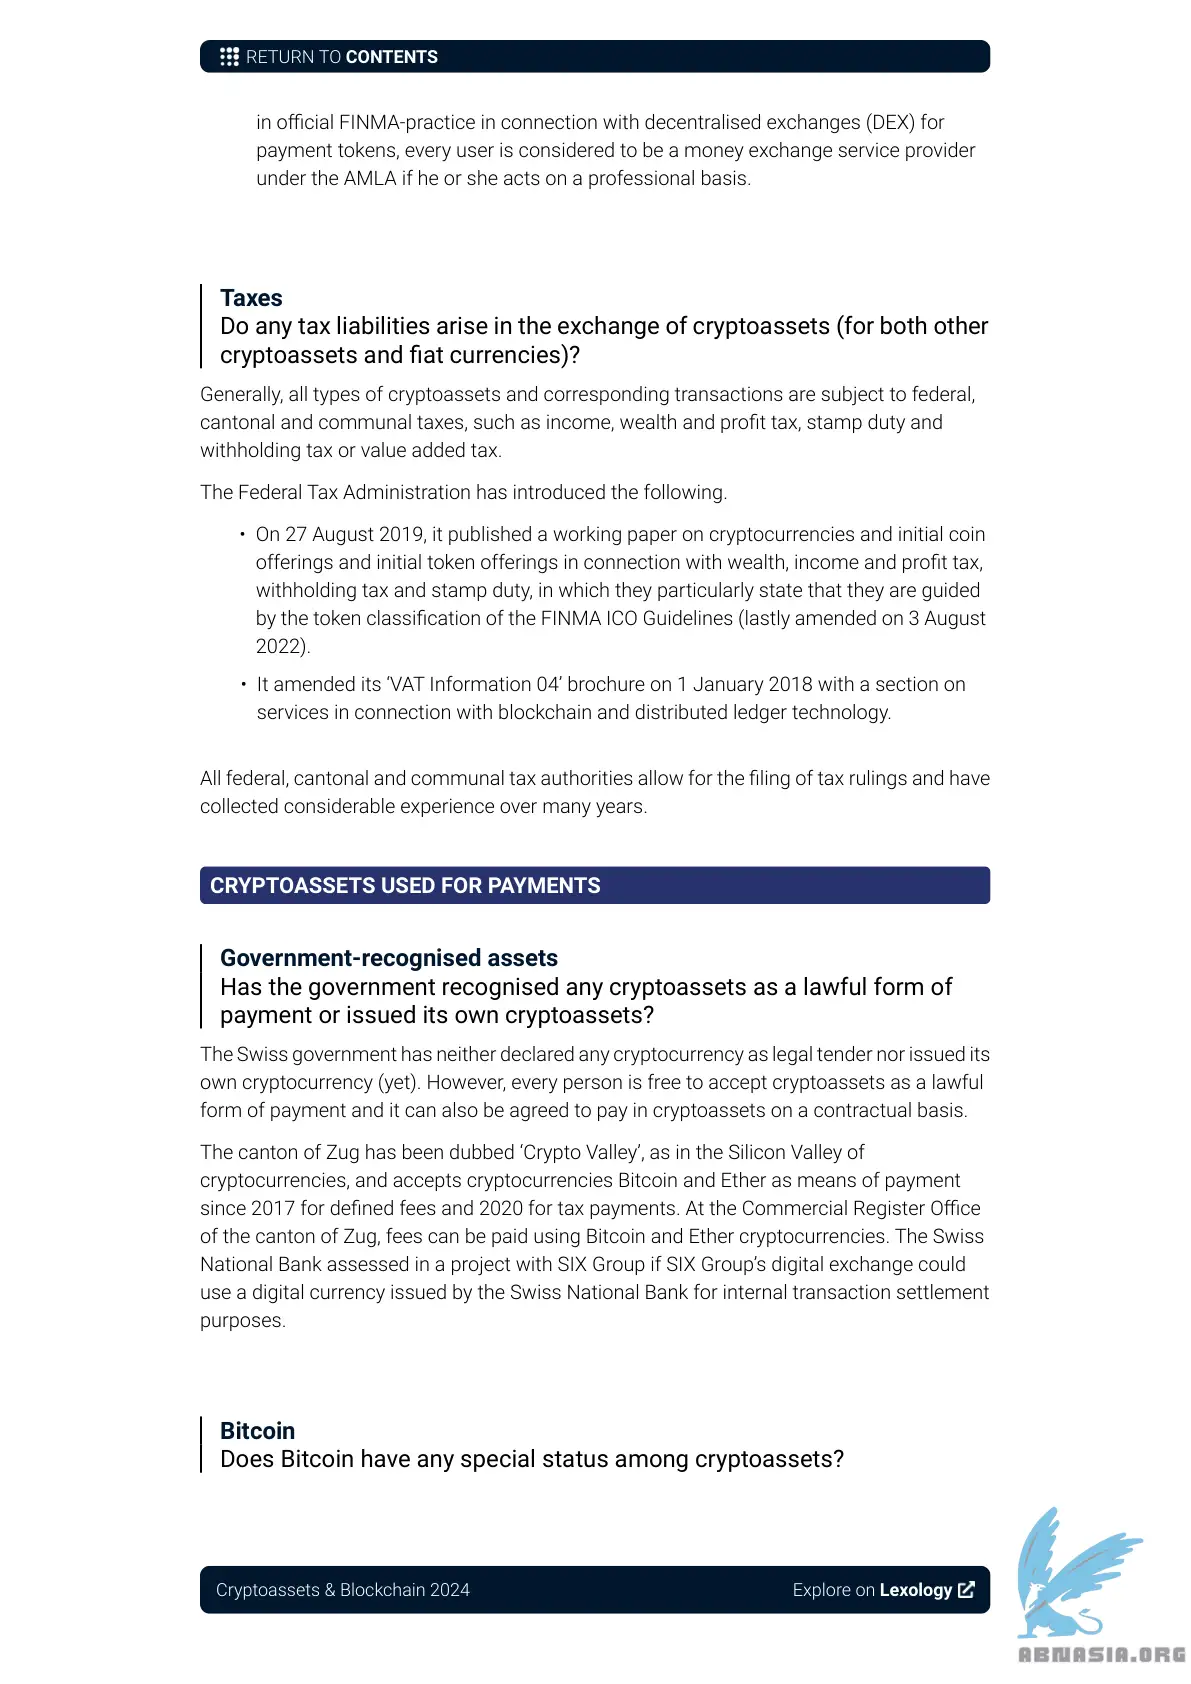 RETURN TO CONTENTS
in official FINMA-practice in connection with decentralised exchanges (DEX) for
payment tokens, every user is considered to be a money exchange service provider
under the AMLA if he or she acts on a professional basis.
Taxes
Do any tax liabilities arise in the exchange of cryptoassets (for both other
cryptoassets and fiat currencies)?
Generally, all types of cryptoassets and corresponding transactions are subject to federal,
cantonal and communal taxes, such as income, wealth and profit tax, stamp duty and
withholding tax or value added tax.
The Federal Tax Administration has introduced the following.
• On 27 August 2019, it published a working paper on cryptocurrencies and initial coin
offerings and initial token offerings in connection with wealth, income and profit tax,
withholding tax and stamp duty, in which they particularly state that they are guided
by the token classification of the FINMA ICO Guidelines (lastly amended on 3 August
2022).
• It amended its ‘VAT Information 04’ brochure on 1 January 2018 with a section on
services in connection with blockchain and distributed ledger technology.
All federal, cantonal and communal tax authorities allow for the filing of tax rulings and have
collected considerable experience over many years.
CRYPTOASSETS USED FOR PAYMENTS
Government-recognised assets
Has the government recognised any cryptoassets as a lawful form of
payment or issued its own cryptoassets?
The Swiss government has neither declared any cryptocurrency as legal tender nor issued its
own cryptocurrency (yet). However, every person is free to accept cryptoassets as a lawful
form of payment and it can also be agreed to pay in cryptoassets on a contractual basis.
The canton of Zug has been dubbed ‘Crypto Valley’, as in the Silicon Valley of
cryptocurrencies, and accepts cryptocurrencies Bitcoin and Ether as means of payment
since 2017 for defined fees and 2020 for tax payments. At the Commercial Register Office
of the canton of Zug, fees can be paid using Bitcoin and Ether cryptocurrencies. The Swiss
National Bank assessed in a project with SIX Group if SIX Group’s digital exchange could
use a digital currency issued by the Swiss National Bank for internal transaction settlement
purposes.
Bitcoin
Does Bitcoin have any special status among cryptoassets?
Cryptoassets & Blockchain 2024
Explore on Lexology
ABNASIA.ORG